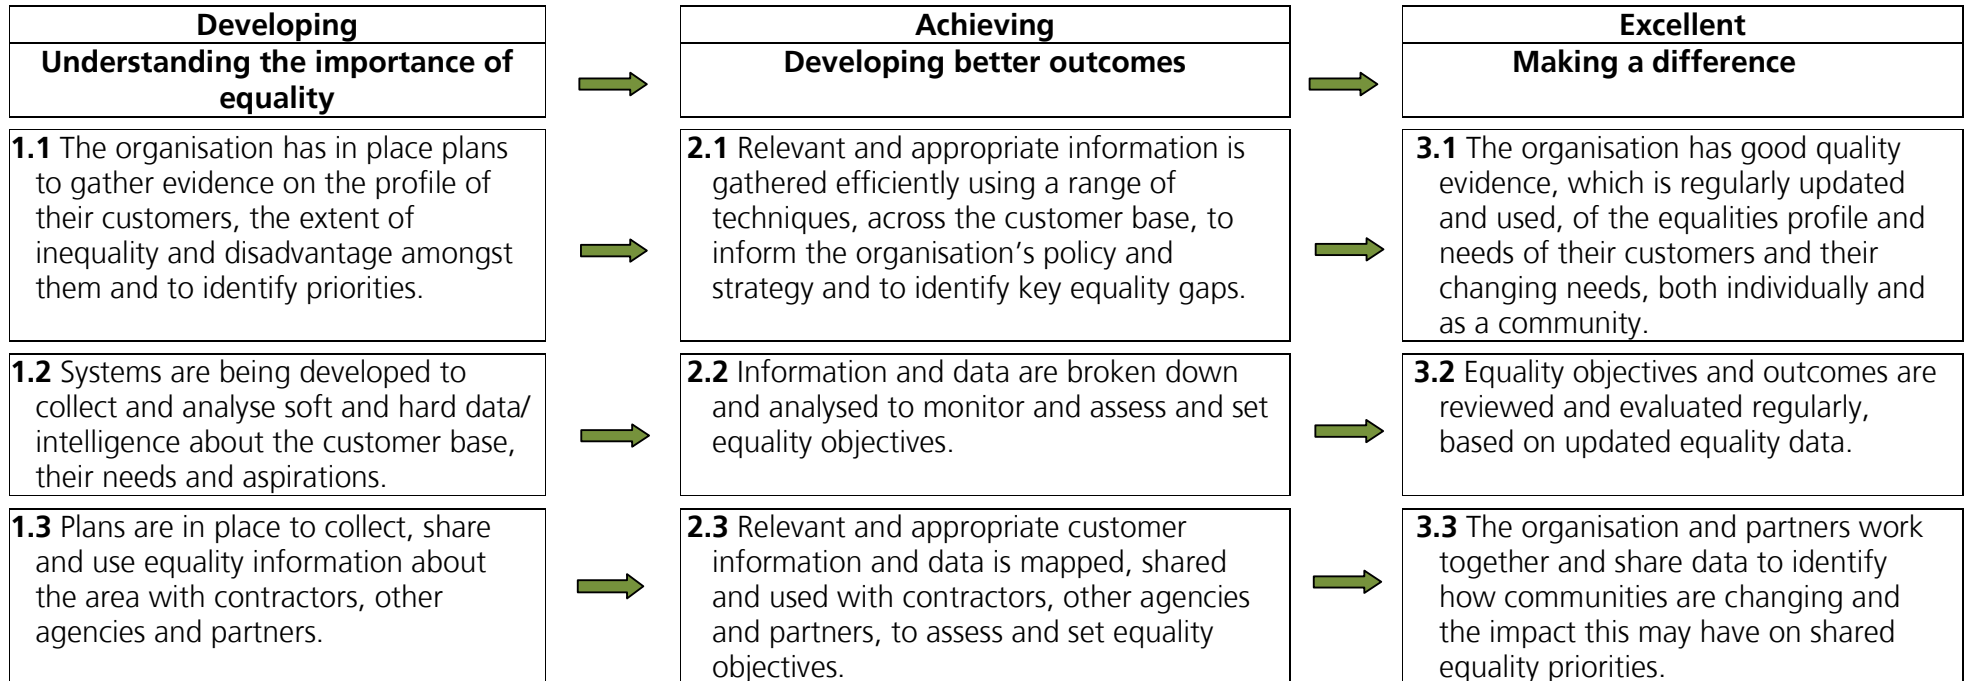 Developing
Understanding the importance of
equality
Achieving
Developing better outcomes
Excellent
Making a difference
1.1 The organisation has in place plans
to gather evidence on the profile of
their customers, the extent of
inequality and disadvantage amongst
them and to identify priorities.
2.1 Relevant and appropriate information is
gathered efficiently using a range of
techniques, across the customer base, to
inform the organisation’s policy and
strategy and to identify key equality gaps.
3.1 The organisation has good quality
evidence, which is regularly updated
and used, of the equalities profile and
needs of their customers and their
changing needs, both individually and
as a community.
1.2 Systems are being developed to
collect and analyse soft and hard data/
intelligence about the customer base,
their needs and aspirations.
2.2 Information and data are broken down
and analysed to monitor and assess and set
equality objectives.
3.2 Equality objectives and outcomes are
reviewed and evaluated regularly,
based on updated equality data.
1.3 Plans are in place to collect, share
and use equality information about
the area with contractors, other
agencies and partners.
2.3 Relevant and appropriate customer
information and data is mapped, shared
and used with contractors, other agencies
and partners, to assess and set equality
objectives.
3.3 The organisation and partners work
together and share data to identify
how communities are changing and
the impact this may have on shared
equality priorities.